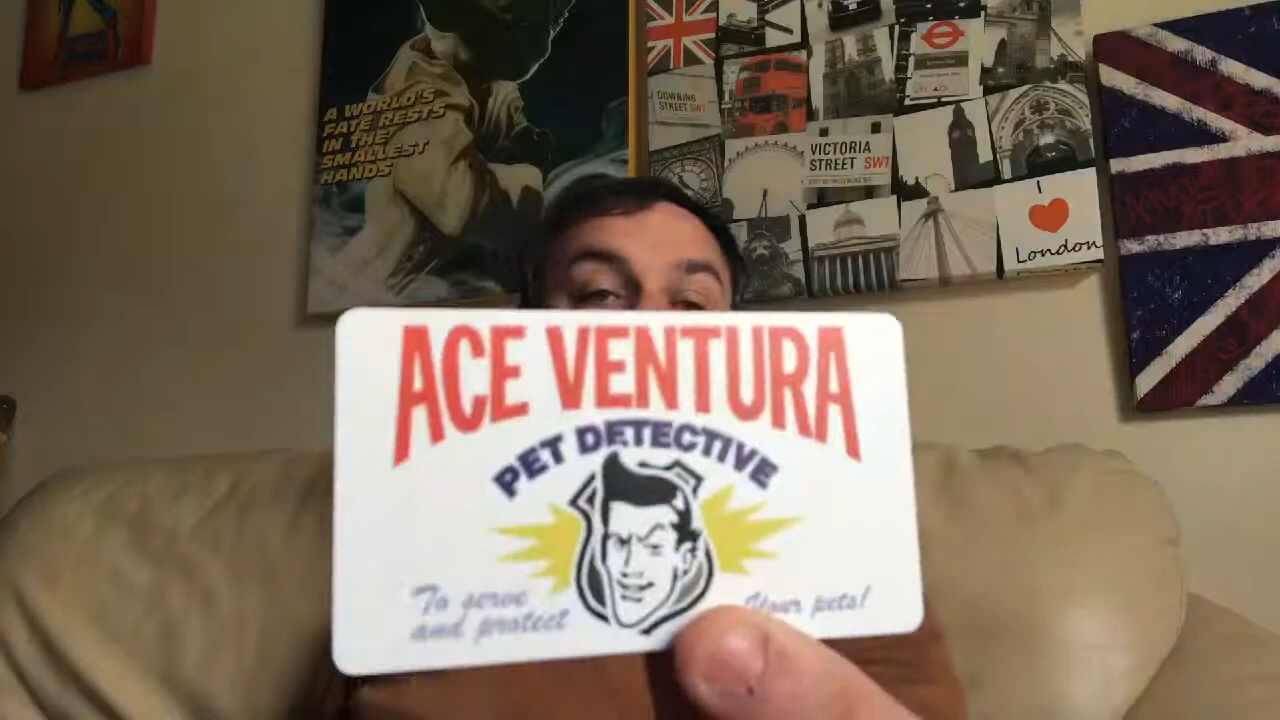 A WORLD'S
FATE RESTS
IN THE
SMALLEST
HANDS
DOWNING
STREET SW1
VICTORIA
STREET SW1
I
London
ACE VENTURA
PET DETECTIVE
To serve
and protect
Your pets!